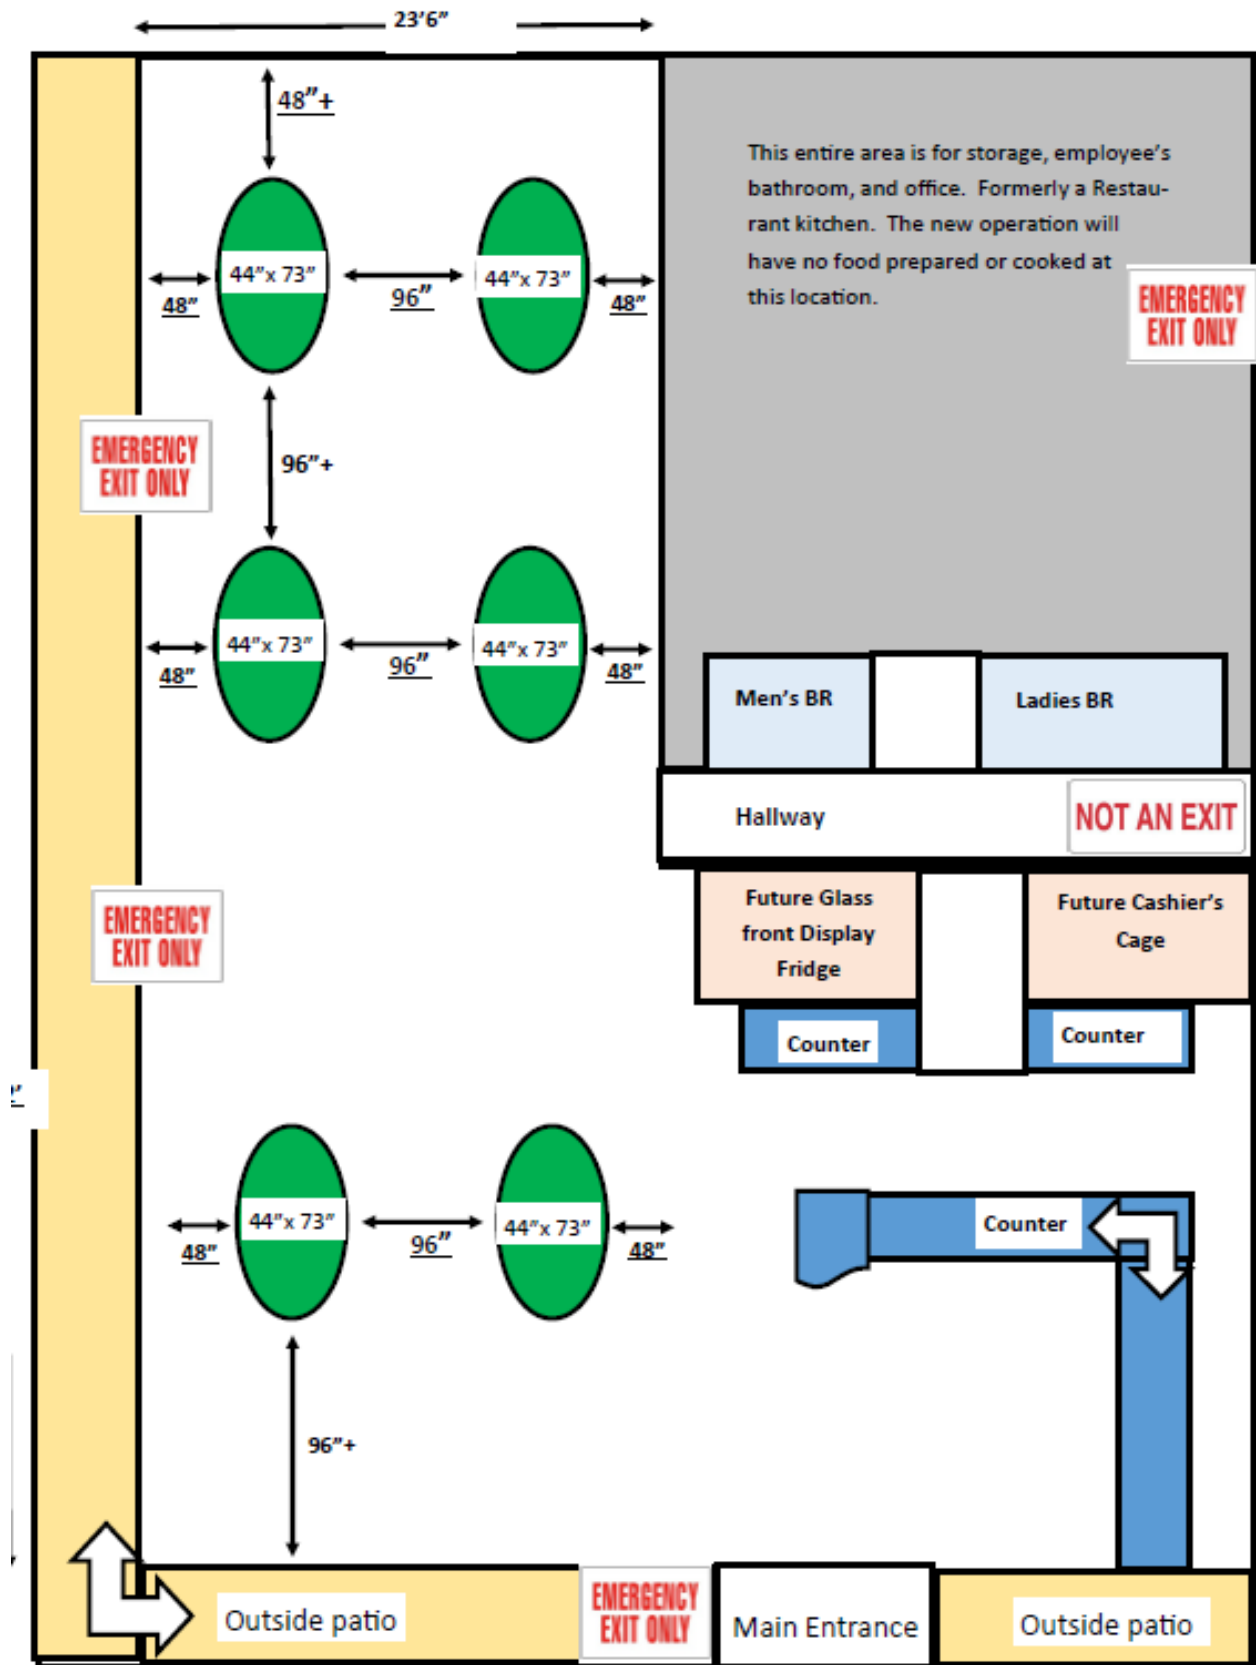 23'6"
48"+
This entire area is for storage, employee's
bathroom, and office. Formerly a Restau-
rant kitchen. The new operation will
have no food prepared or cooked at
this location.
44"x 73"
44"x 73"
48"
96"
48"
EMERGENCY
EXIT ONLY
EMERGENCY
EXIT ONLY
96"+
44"x 73"
44"x 73"
48"
96"
48"
Men's BR
Ladies BR
Hallway
NOT AN EXIT
EMERGENCY
EXIT ONLY
Future Glass
front Display
Fridge
Future Cashier's
Cage
Counter
Counter
44"x 73"
44"x 73"
48"
96"
48"
Counter
96"+
Outside patio
EMERGENCY
EXIT ONLY
Main Entrance
Outside patio